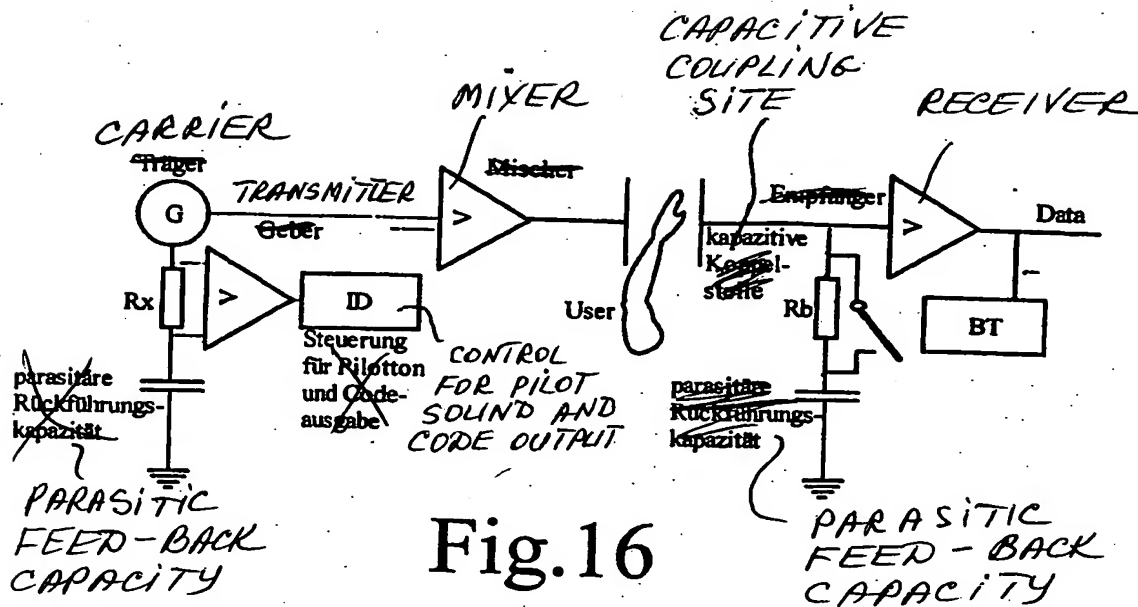 CAPACITIVE
COUPLING
SITE
MIXER
RECEIVER
CARRIER
Träger
Mischer
TRANSMITLER
Geber
Empfänger
Data
G
>
>
>
kapazitive
Koppel-
stoffe
Rx
ID
User
Rb
BT
Steuerung
für Pilotton
und Code-
ausgabe
CONTROL
FOR PILOT
SOUND AND
CODE OUTPUT
parasitäre
Rückführungs-
kapazität
parasitäre
Rückführungs-
kapazität
PARASITIC
FEED-BACK
CAPACITY
Fig.16
PARASITIC
FEED-BACK
CAPACITY